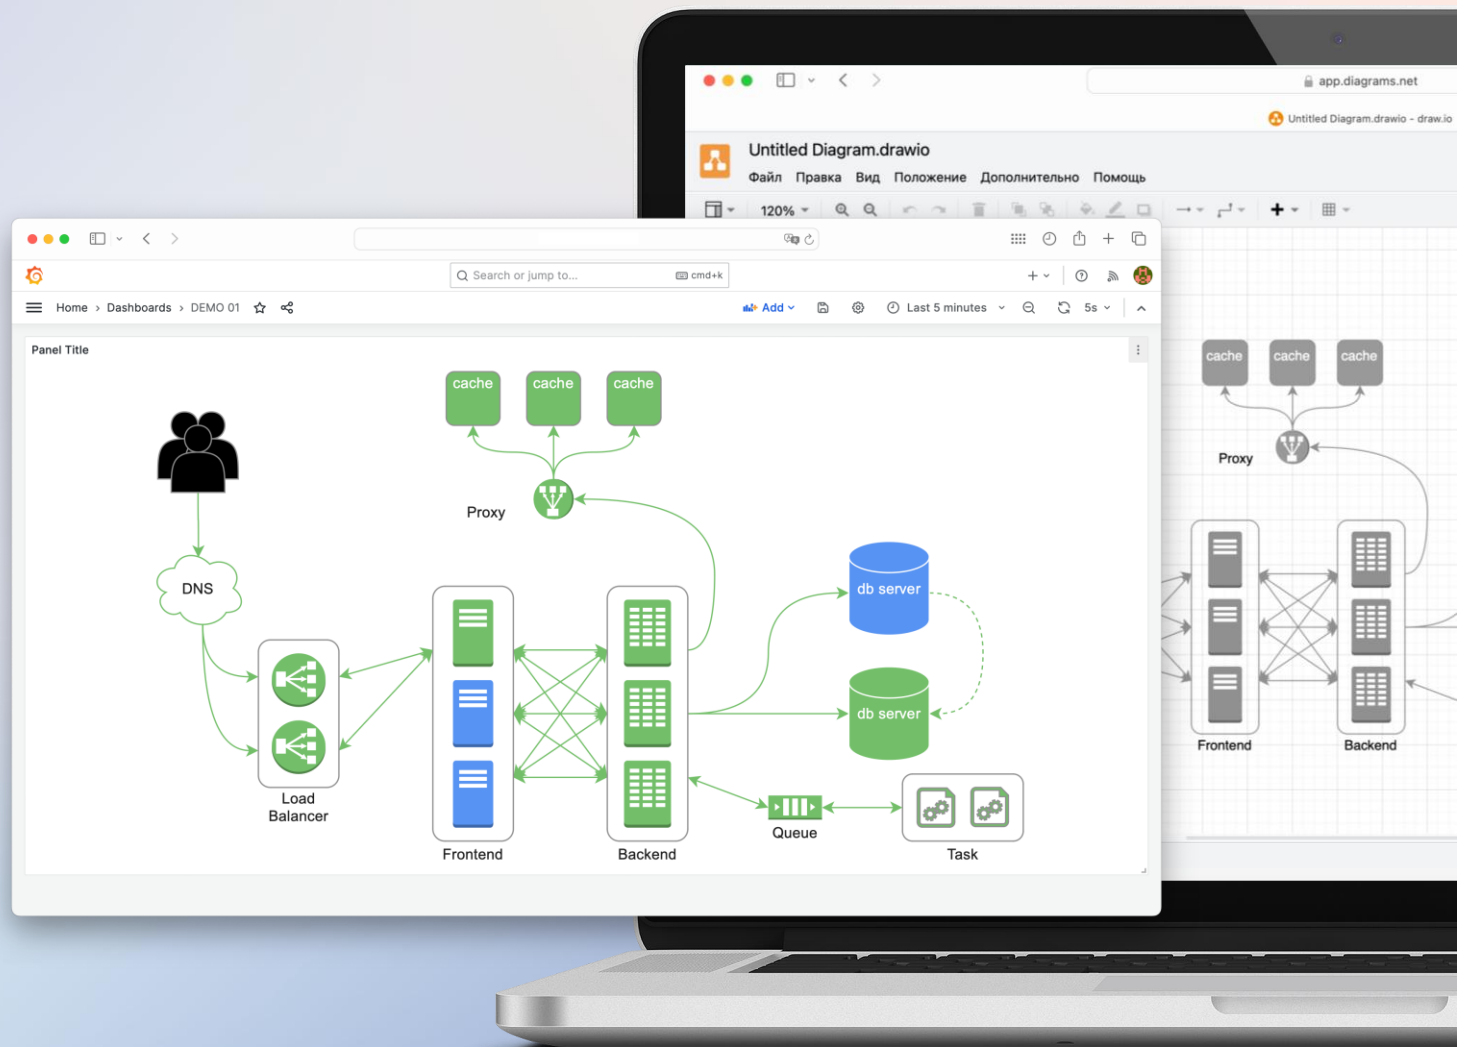 app.diagrams.net
Untitled Diagram.drawio - draw.io
Untitled Diagram.drawio
Файл Правка Вид Положение Дополнительно Помощь
120%
Search or jump to... cmd+k
Home › Dashboards › DEMO 01
Add
Last 5 minutes
5s
Panel Title
cache cache cache
Proxy
DNS
db server
db server
Load
Balancer
Frontend
Backend
Queue
Task
cache cache cache
Proxy
Frontend
Backend